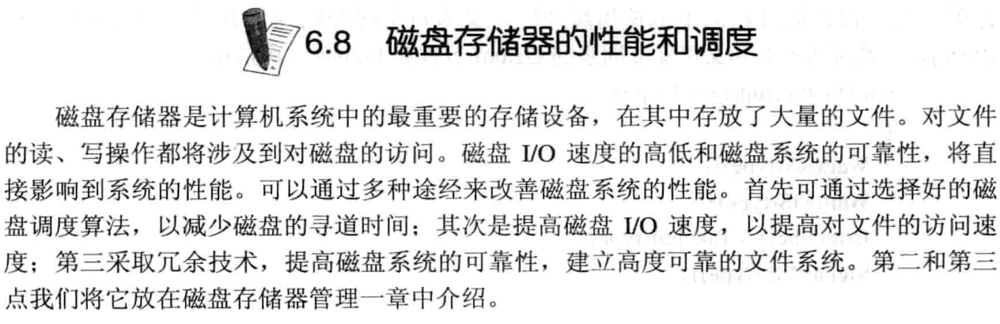 6.8 磁盘存储器的性能和调度
磁盘存储器是计算机系统中的最重要的存储设备，在其中存放了大量的文件。对文件
的读、写操作都将涉及到对磁盘的访问。磁盘 I/O 速度的高低和磁盘系统的可靠性，将直
接影响到系统的性能。可以通过多种途经来改善磁盘系统的性能。首先可通过选择好的磁
盘调度算法，以减少磁盘的寻道时间；其次是提高磁盘 I/O 速度，以提高对文件的访问速
度；第三采取冗余技术，提高磁盘系统的可靠性，建立高度可靠的文件系统。第二和第三
点我们将它放在磁盘存储器管理一章中介绍。